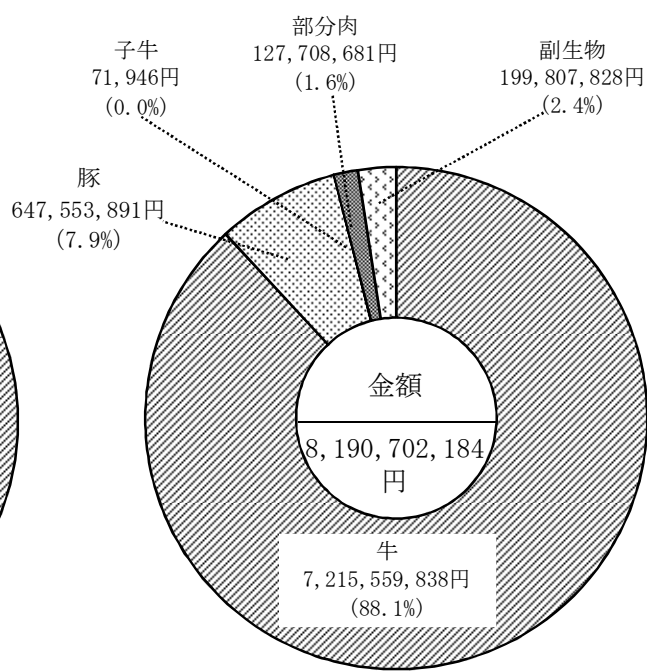 部分肉
127,708,681円
(1.6%)
子牛
71,946円
(0.0%)
副生物
199,807,828円
(2.4%)
豚
647,553,891円
(7.9%)
金額
8,190,702,184
円
牛
7,215,559,838円
(88.1%)